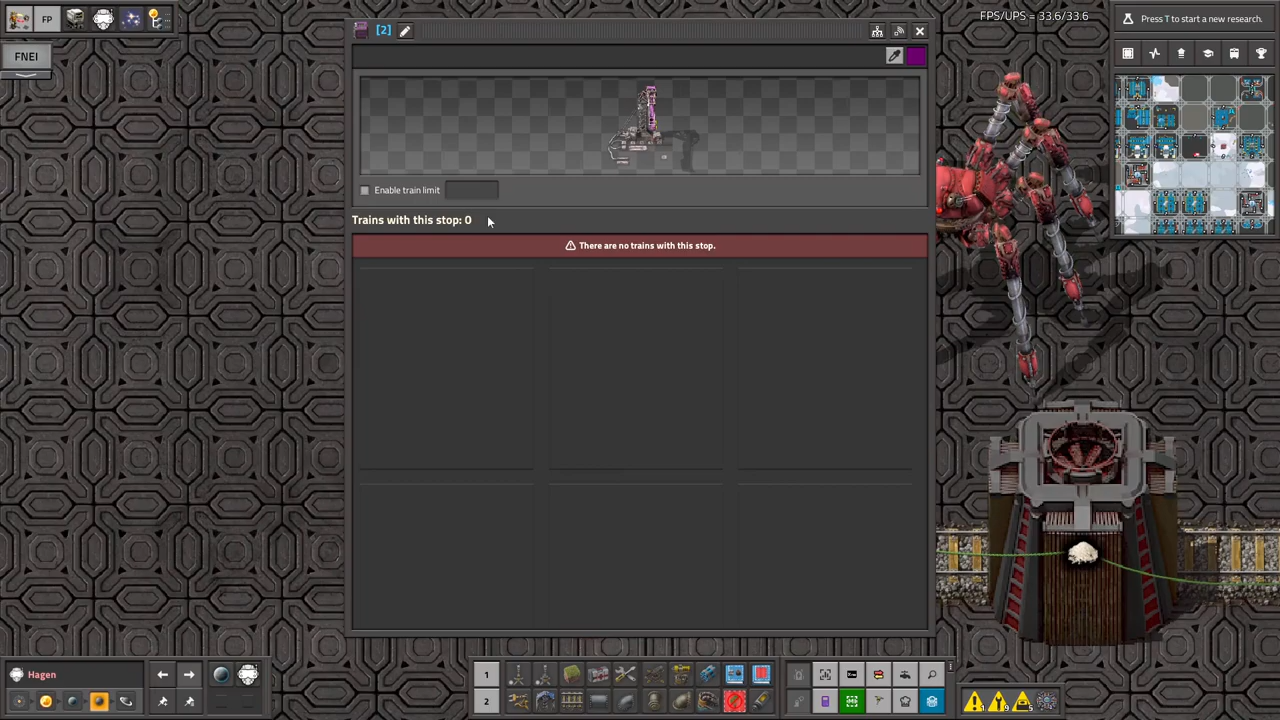 FP
[2]
FPS/UPS = 33.6/33.6
Press T to start a new research.
FNEI
Enable train limit
Trains with this stop: 0
There are no trains with this stop.
Hagen
1
2